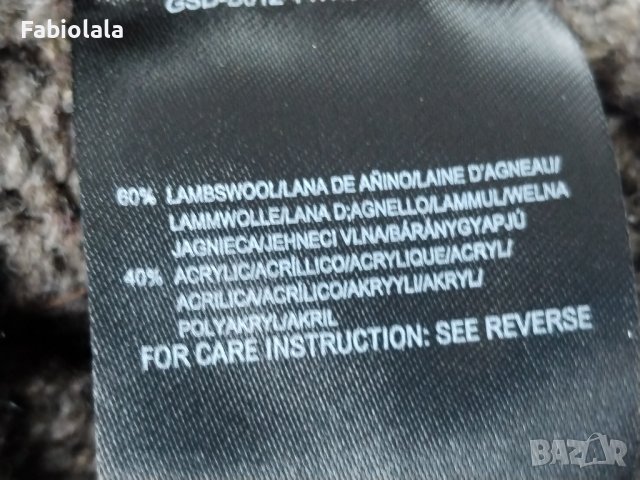 Fabiolala
60% LAMBSWOOL/LANA DE AÑINO/LAINE D'AGNEAU/
LAMMWOLLE/LANA D;AGNELLO/LAMMUL/WELNA
JAGNIECA/JEHNECI VLNA/BÁRÁNYGYAPJÚ
40% ACRYLIC/ACRÍLLICO/ACRYLIQUE/ACRYL/
ACRILICA/ACRÍLICO/AKRYYLI/AKRYL/
POLYAKRYL/AKRIL
FOR CARE INSTRUCTION: SEE REVERSE
BAZAR